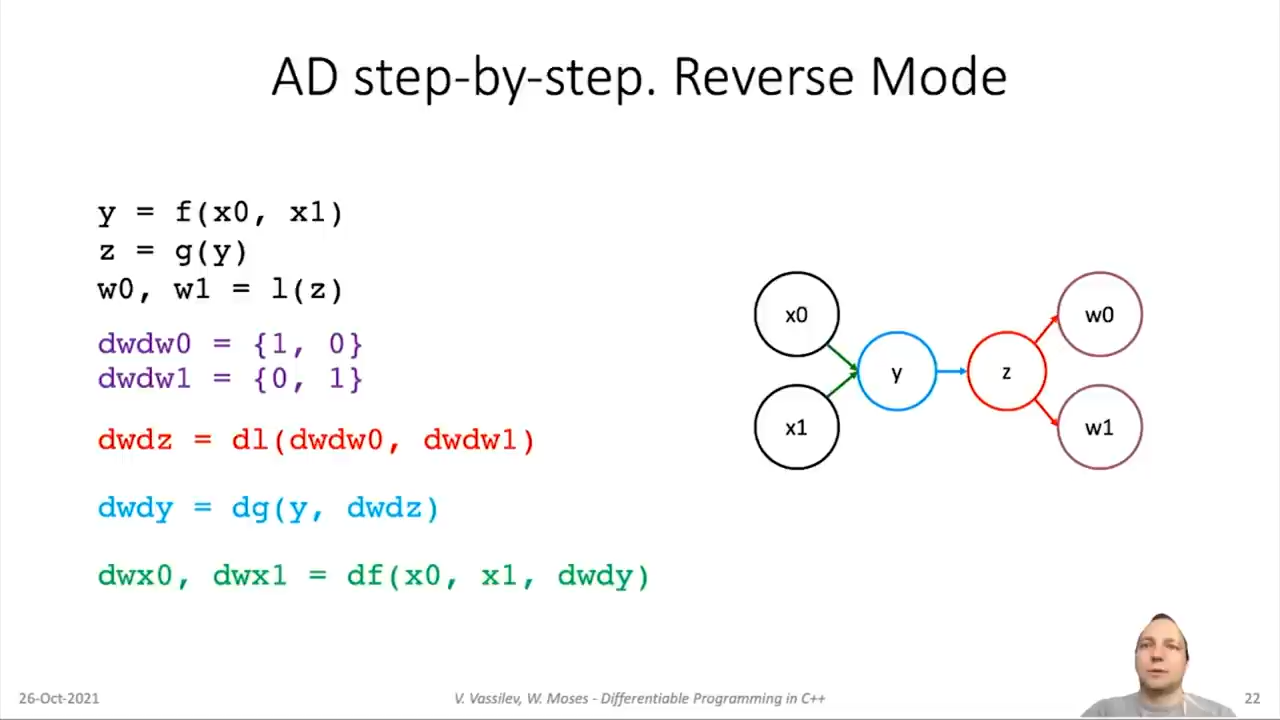 AD step-by-step. Reverse Mode
y = f(x0, x1)
z = g(y)
w0, w1 = l(z)
dwdw0 = {1, 0}
dwdw1 = {0, 1}
dwdz = dl(dwdw0, dwdw1)
dwdy = dg(y, dwdz)
dwx0, dwx1 = df(x0, x1, dwdy)
x0
x1
y
z
w0
w1
26-Oct-2021
V. Vassilev, W. Moses - Differentiable Programming in C++
22